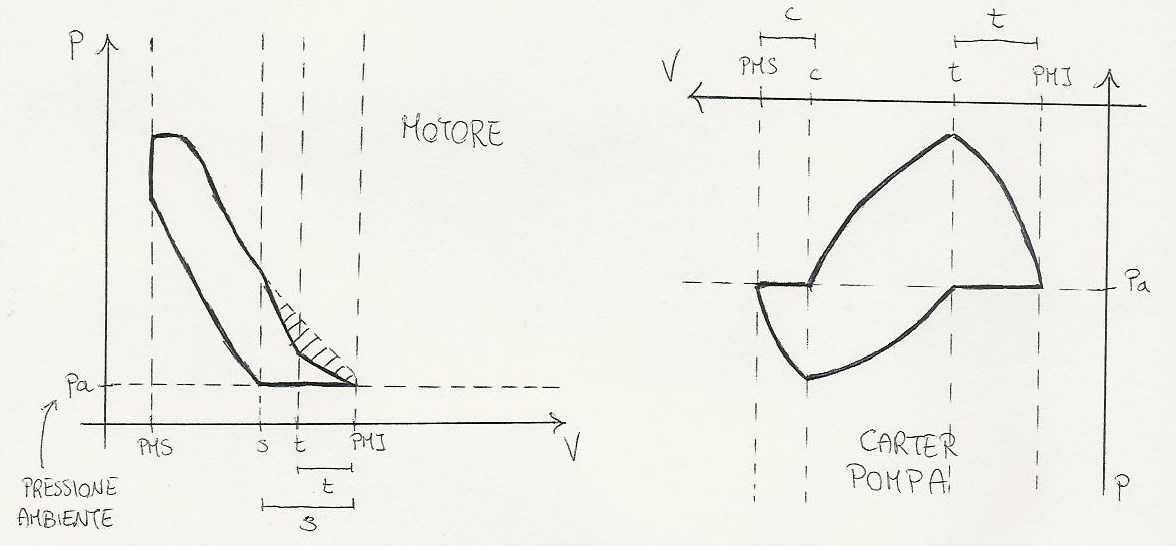 P
MOTORE
Pa
PMS
s
t
PMI
V
t
s
PRESSIONE
AMBIENTE
c
t
V
PMS
c
t
PMI
Pa
CARTER
POMPA
P